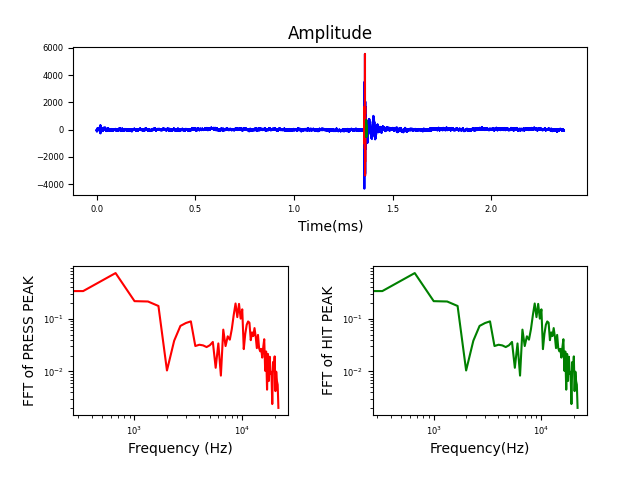 Amplitude
6000
4000
2000
0
−2000
−4000
0.0 0.5 1.0 1.5 2.0
Time(ms)
FFT of PRESS PEAK
10⁻¹
10⁻²
10³ 10⁴
Frequency (Hz)
FFT of HIT PEAK
10⁻¹
10⁻²
10³ 10⁴
Frequency(Hz)